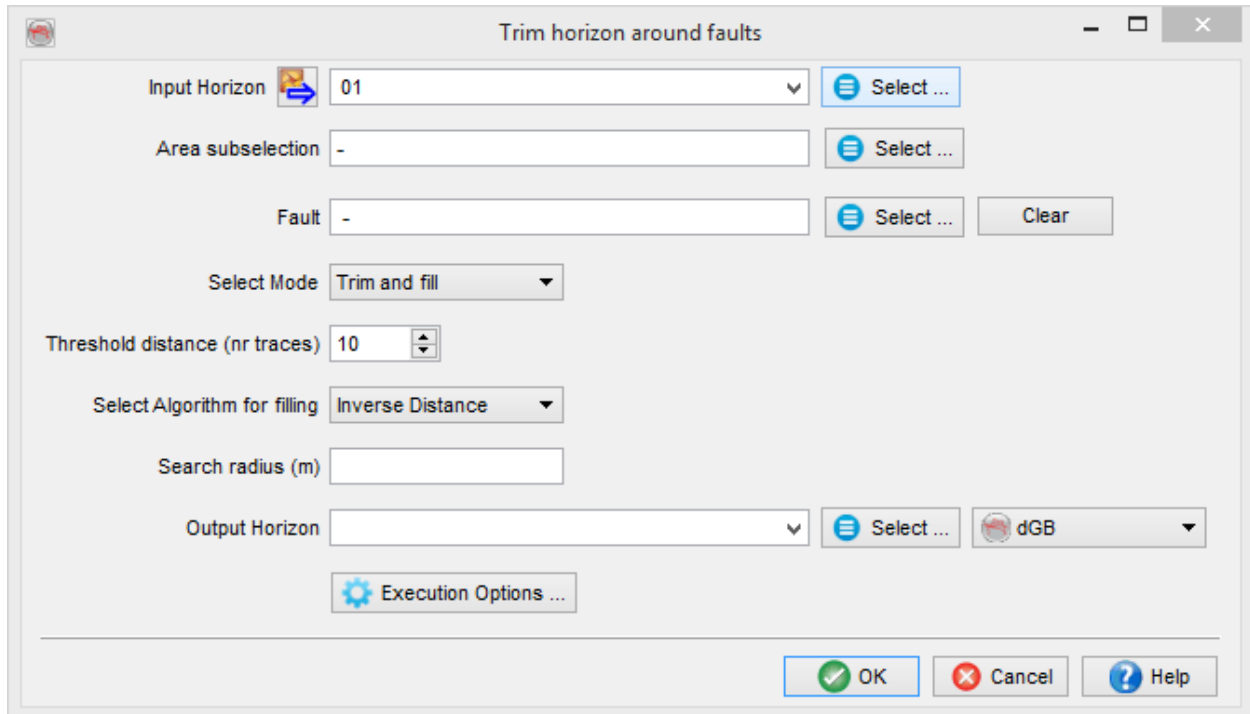 Trim horizon around faults
Input Horizon 01 Select ...
Area subselection - Select ...
Fault - Select ... Clear
Select Mode Trim and fill
Threshold distance (nr traces) 10
Select Algorithm for filling Inverse Distance
Search radius (m)
Output Horizon Select ... dGB
Execution Options ...
OK Cancel Help